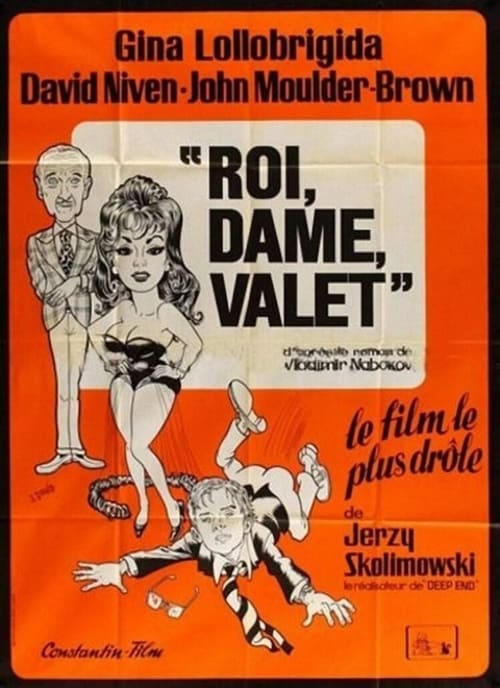 Gina Lollobrigida
David Niven · John Moulder-Brown
"ROI,
DAME,
VALET"
d'après le roman de
Vladimir Nabokov
le film le
plus drôle
de
Jerzy
Skolimowski
le réalisateur de "DEEP END"
Constantin-Film